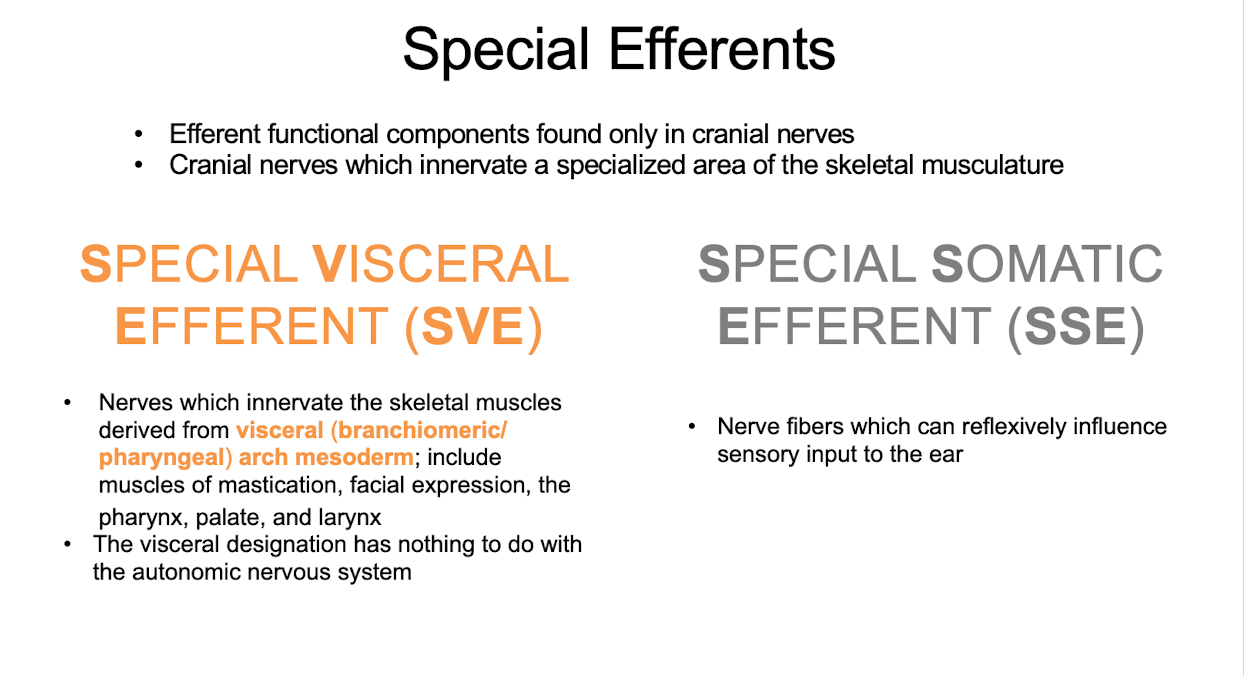 Special Efferents
• Efferent functional components found only in cranial nerves
• Cranial nerves which innervate a specialized area of the skeletal musculature
SPECIAL VISCERAL
EFFERENT (SVE)
• Nerves which innervate the skeletal muscles
derived from visceral (branchiomeric/
pharyngeal) arch mesoderm; include
muscles of mastication, facial expression, the
pharynx, palate, and larynx
• The visceral designation has nothing to do with
the autonomic nervous system
SPECIAL SOMATIC
EFFERENT (SSE)
• Nerve fibers which can reflexively influence
sensory input to the ear